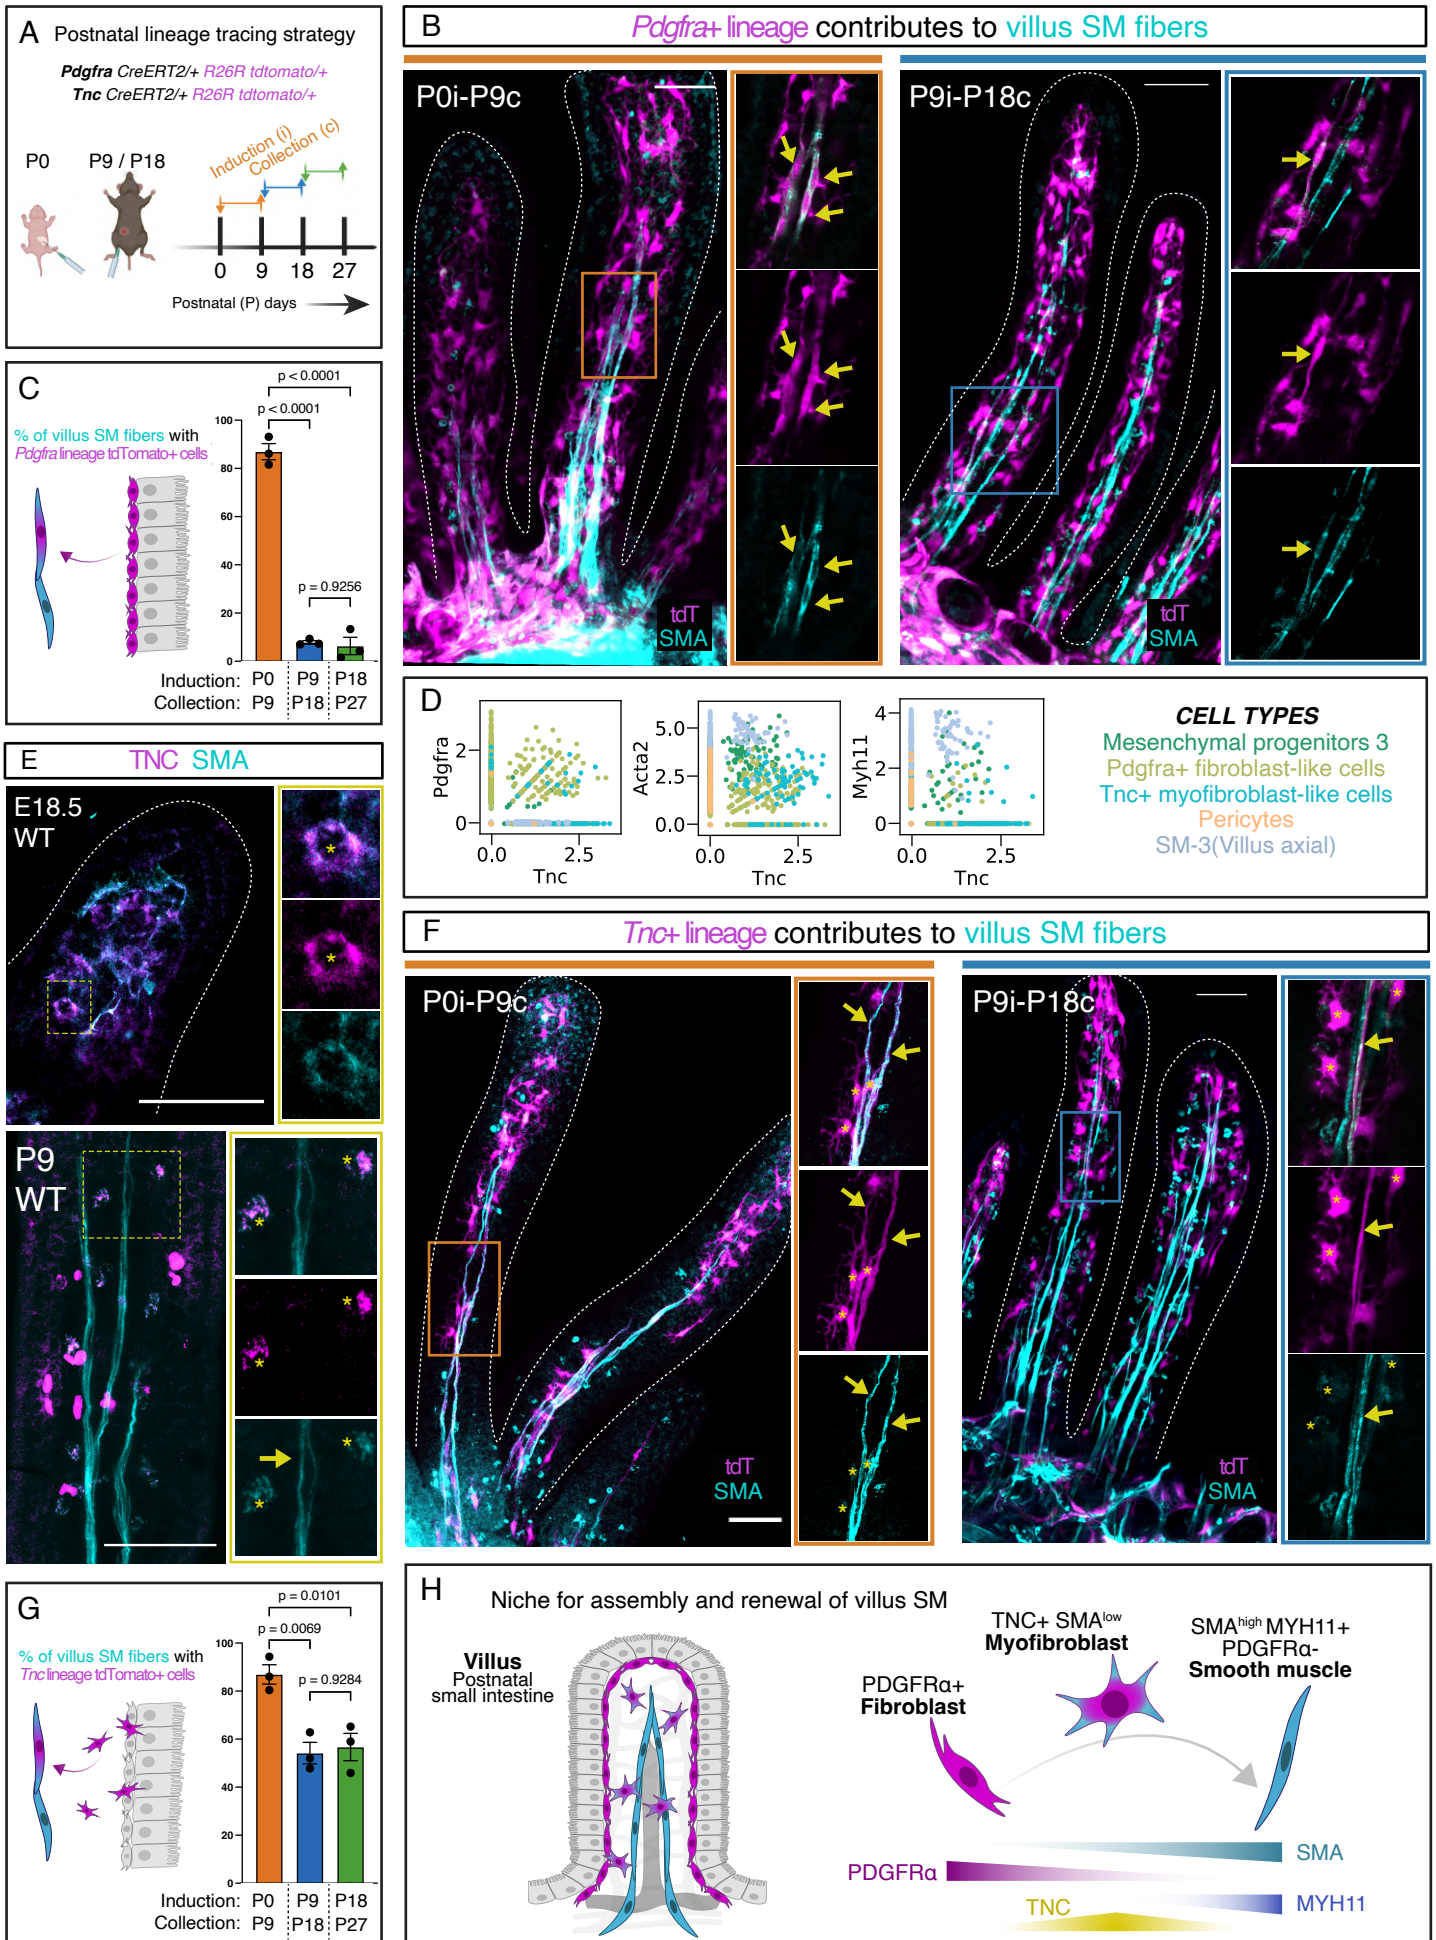 A Postnatal lineage tracing strategy
Pdgfra CreERT2/+ R26R tdtomato/+
Tnc CreERT2/+ R26R tdtomato/+
P0
P9 / P18
Induction (i)
Collection (c)
0 9 18 27
Postnatal (P) days
B Pdgfra+ lineage contributes to villus SM fibers
P0i-P9c
tdT
SMA
P9i-P18c
tdT
SMA
C
% of villus SM fibers with
Pdgfra lineage tdTomato+ cells
p < 0.0001
p < 0.0001
p = 0.9256
100
80
60
40
20
0
Induction: P0 P9 P18
Collection: P9 P18 P27
D
Pdgfra
2
0
0.0 2.5
Tnc
Acta2
5.0
2.5
0.0
0.0 2.5
Tnc
Myh11
4
2
0
0.0 2.5
Tnc
CELL TYPES
Mesenchymal progenitors 3
Pdgfra+ fibroblast-like cells
Tnc+ myofibroblast-like cells
Pericytes
SM-3(Villus axial)
E TNC SMA
E18.5
WT
*
*
P9
WT
*
*
*
*
*
*
F Tnc+ lineage contributes to villus SM fibers
P0i-P9c
tdT
SMA
P9i-P18c
tdT
SMA
G
% of villus SM fibers with
Tnc lineage tdTomato+ cells
p = 0.0101
p = 0.0069
p = 0.9284
100
80
60
40
20
0
Induction: P0 P9 P18
Collection: P9 P18 P27
H Niche for assembly and renewal of villus SM
Villus
Postnatal
small intestine
PDGFRα+
Fibroblast
TNC+ SMAlow
Myofibroblast
SMAhigh MYH11+
PDGFRα-
Smooth muscle
SMA
PDGFRα
MYH11
TNC